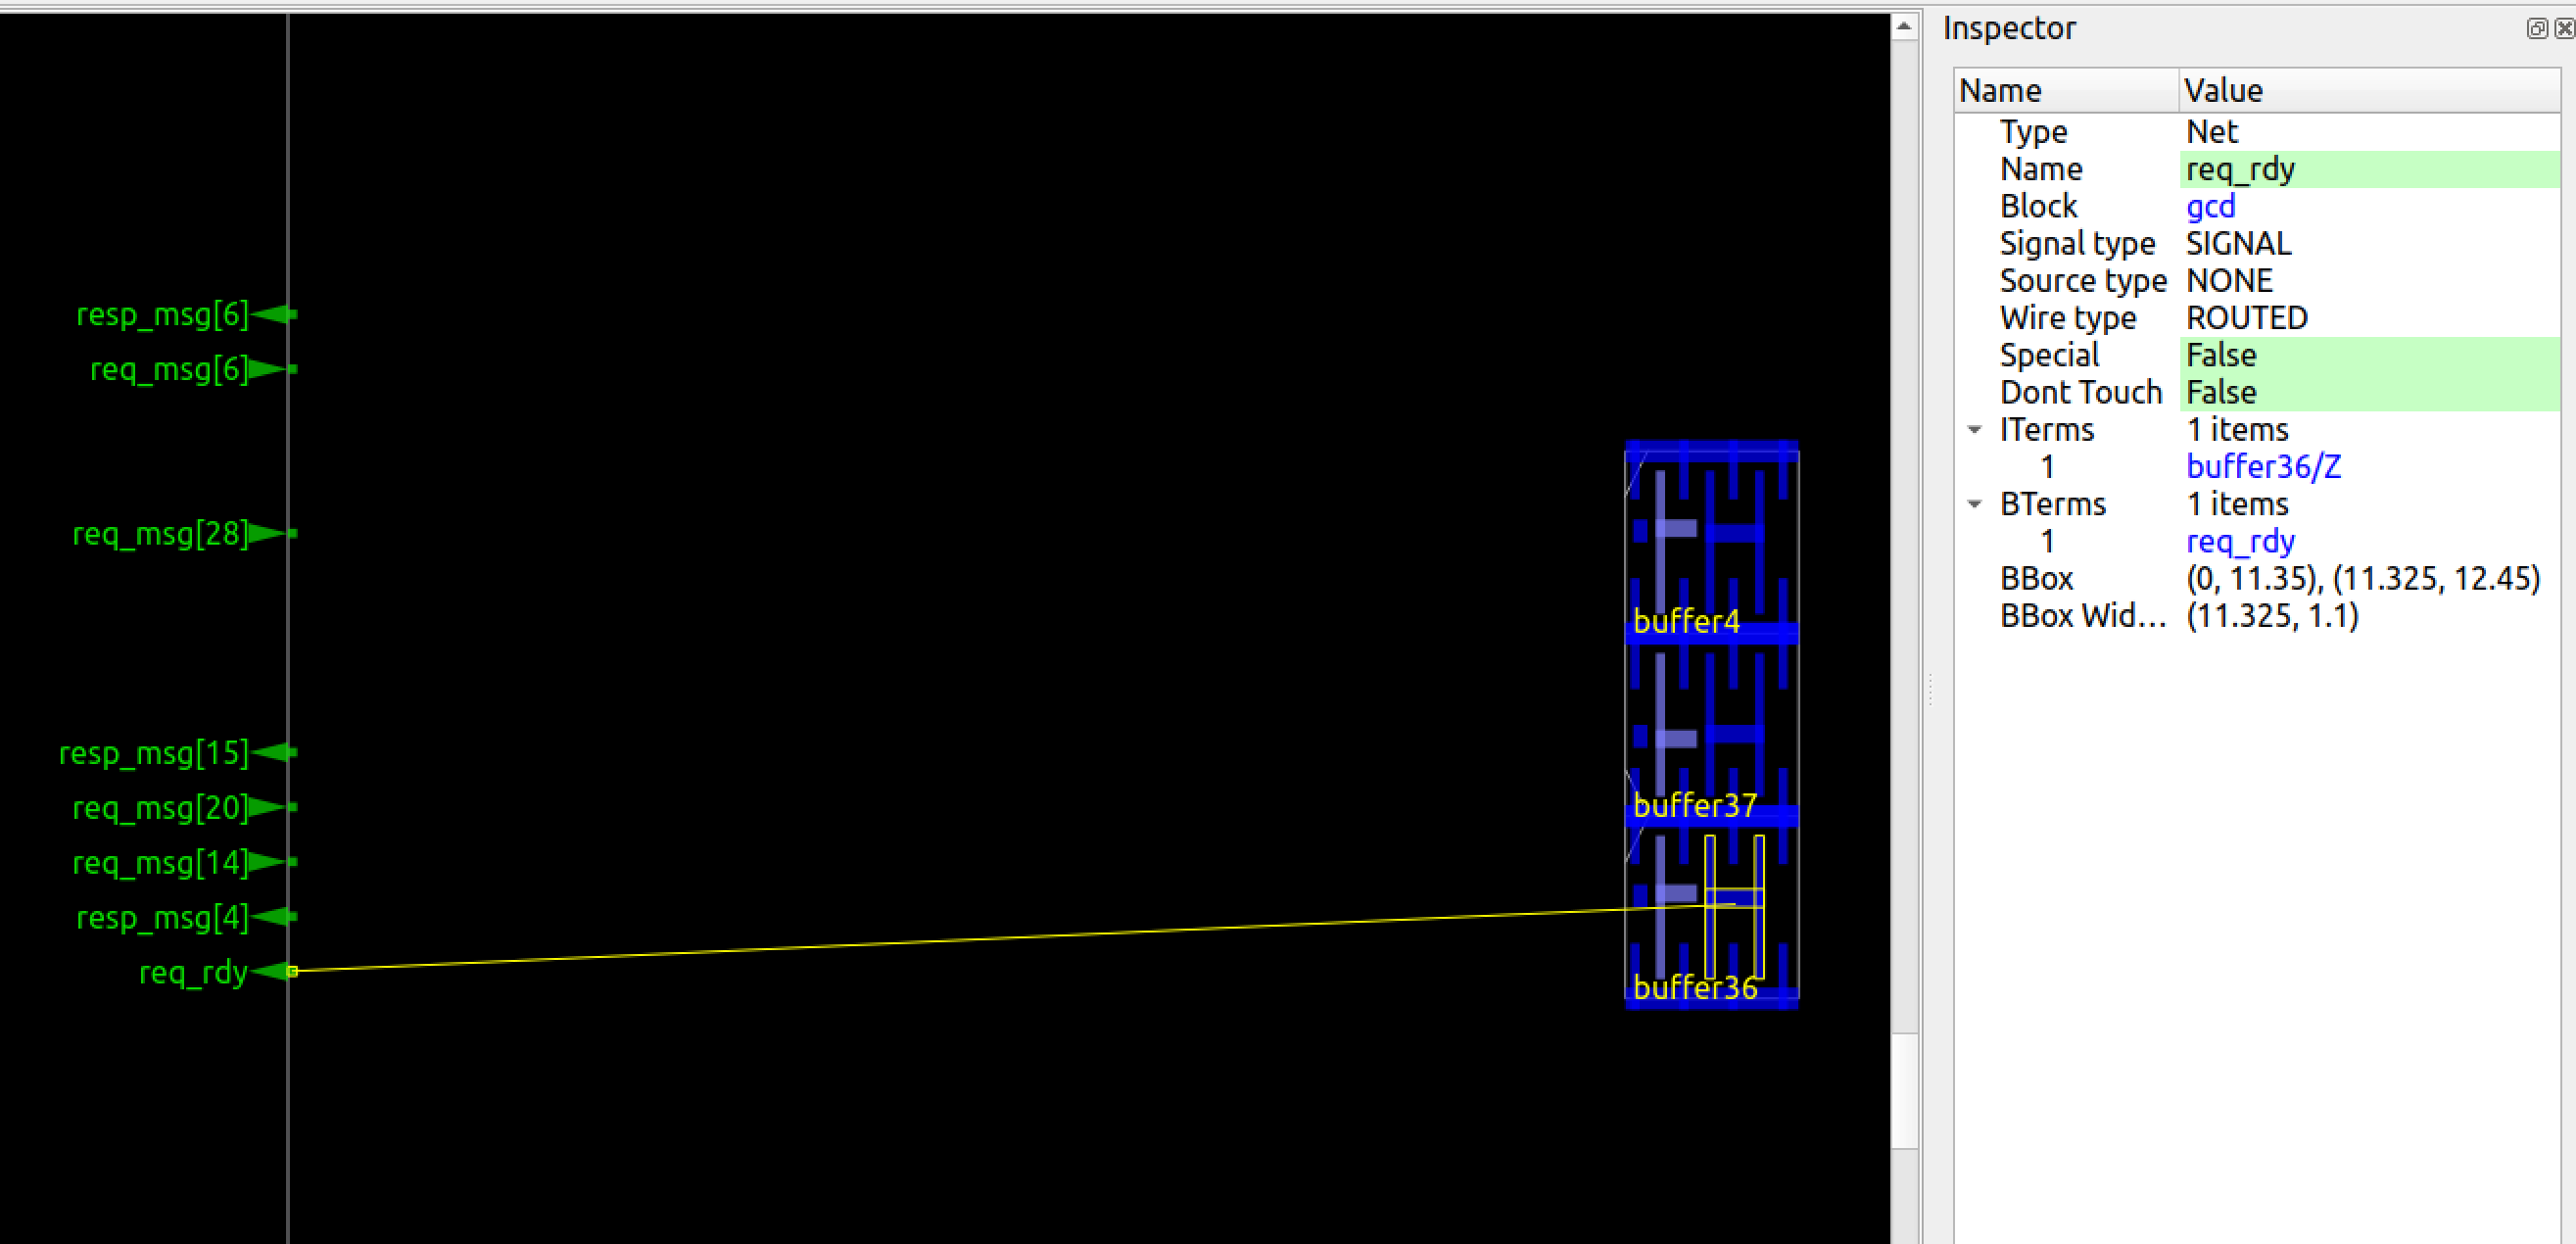 resp_msg[6]
req_msg[6]
req_msg[28]
resp_msg[15]
req_msg[20]
req_msg[14]
resp_msg[4]
req_rdy
buffer4
buffer37
buffer36
Inspector
Name Value
Type Net
Name req_rdy
Block gcd
Signal type SIGNAL
Source type NONE
Wire type ROUTED
Special False
Dont Touch False
ITerms 1 items
1 buffer36/Z
BTerms 1 items
1 req_rdy
BBox (0, 11.35), (11.325, 12.45)
BBox Wid... (11.325, 1.1)